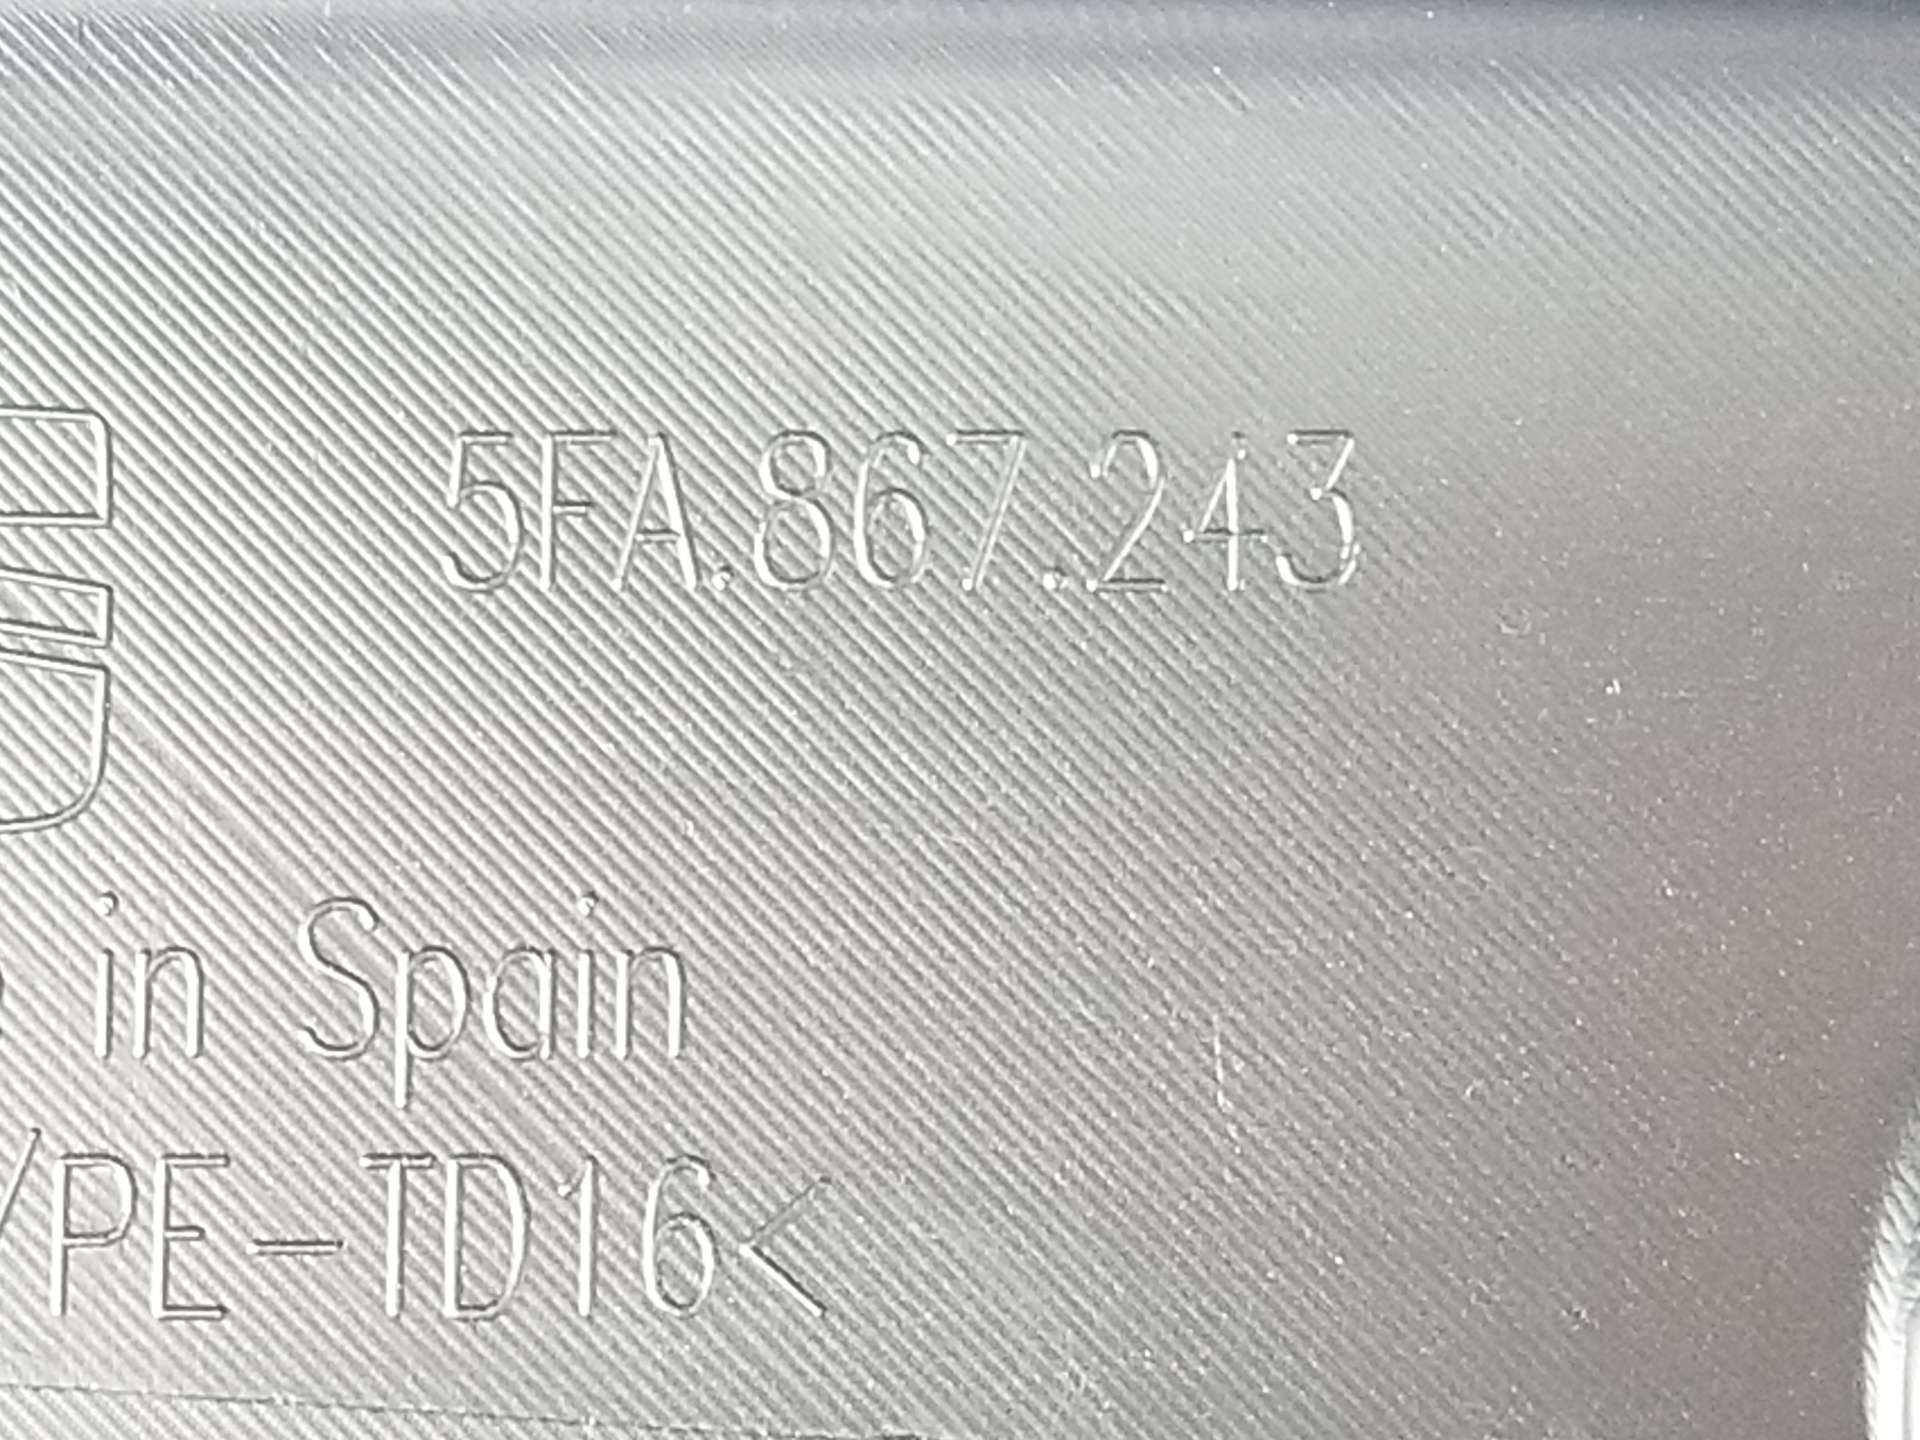 5FA.867.243
in Spain
/PE-TD16<